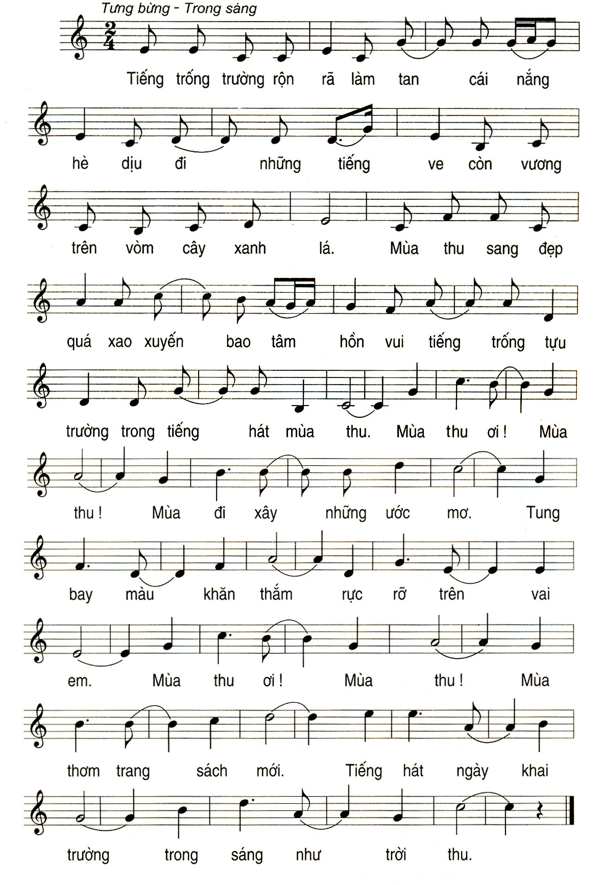 Tưng bừng - Trong sáng
2
4
Tiếng trống trường rộn rã làm tan cái nắng
hè dịu đi những tiếng ve còn vương
trên vòm cây xanh lá. Mùa thu sang đẹp
quá xao xuyến bao tâm hồn vui tiếng trống tựu
trường trong tiếng hát mùa thu. Mùa thu ơi ! Mùa
thu ! Mùa đi xây những ước mơ. Tung
bay màu khăn thắm rực rỡ trên vai
em. Mùa thu ơi ! Mùa thu ! Mùa
thơm trang sách mới. Tiếng hát ngày khai
trường trong sáng như trời thu.